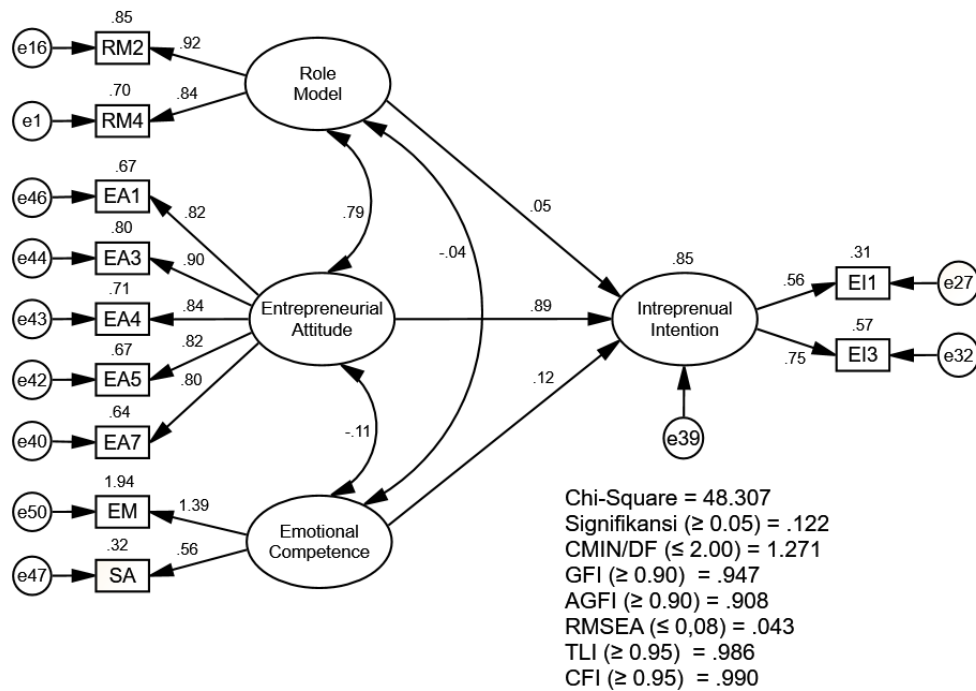 .85
e16
RM2
.92
.70
e1
RM4
.84
Role
Model
.67
e46
EA1
.82
.80
e44
EA3
.90
.71
e43
EA4
.84
.67
e42
EA5
.82
.64
e40
EA7
.80
Entrepreneurial
Attitude
1.94
e50
EM
1.39
.32
e47
SA
.56
Emotional
Competence
.79
-.04
-.11
.05
.89
.12
.85
Intreprenual
Intention
e39
.31
.56
EI1
e27
.57
.75
EI3
e32
Chi-Square = 48.307
Signifikansi (≥ 0.05) = .122
CMIN/DF (≤ 2.00) = 1.271
GFI (≥ 0.90) = .947
AGFI (≥ 0.90) = .908
RMSEA (≤ 0,08) = .043
TLI (≥ 0.95) = .986
CFI (≥ 0.95) = .990